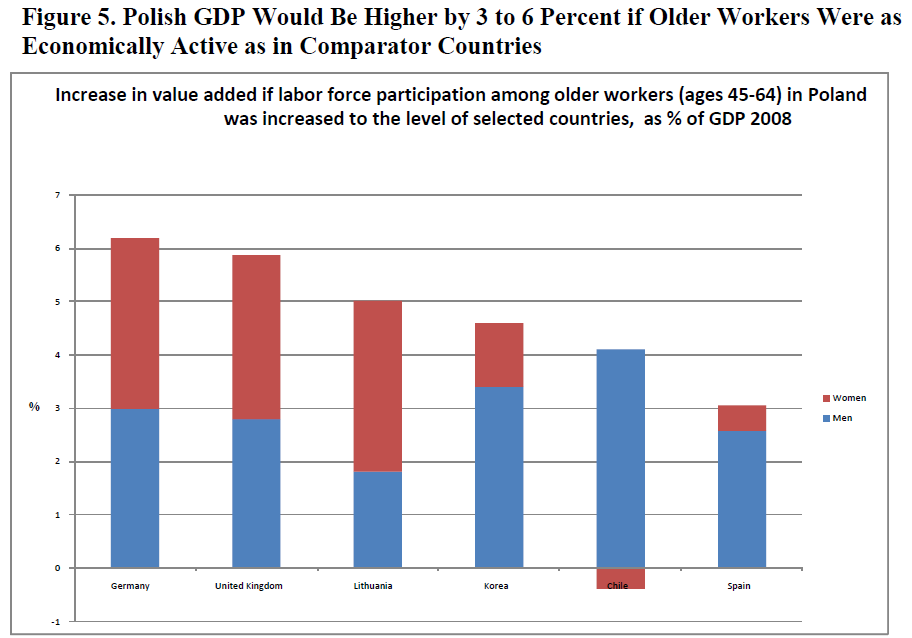 Figure 5. Polish GDP Would Be Higher by 3 to 6 Percent if Older Workers Were as
Economically Active as in Comparator Countries
Increase in value added if labor force participation among older workers (ages 45-64) in Poland
was increased to the level of selected countries, as % of GDP 2008
7
6
5
4
%
3
2
1
0
-1
Germany
United Kingdom
Lithuania
Korea
Chile
Spain
Women
Men